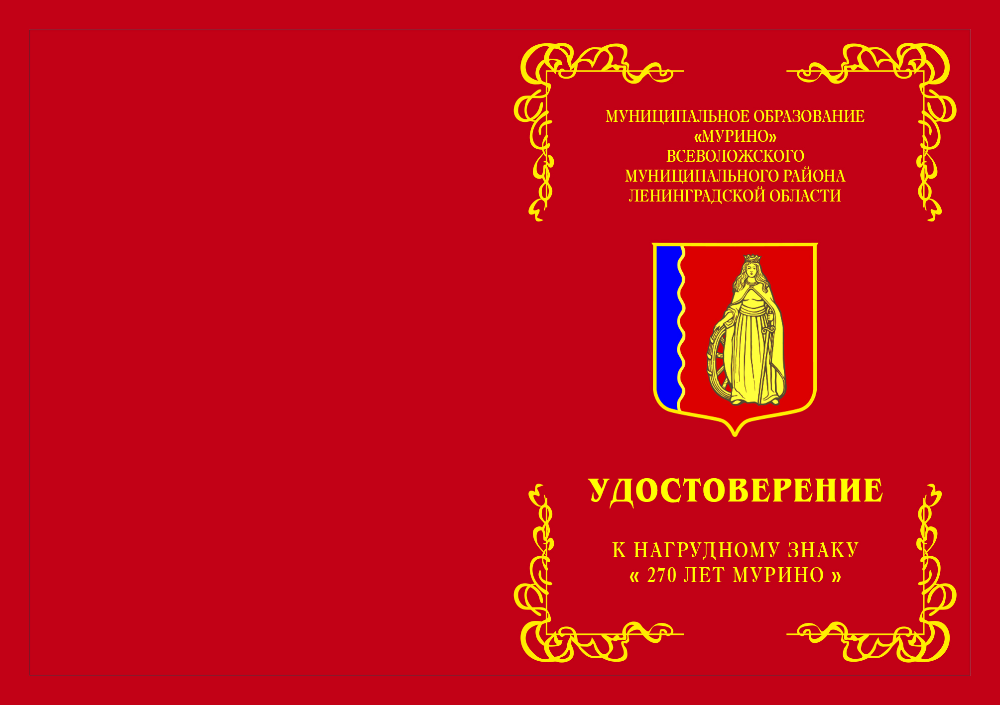 МУНИЦИПАЛЬНОЕ ОБРАЗОВАНИЕ
«МУРИНО»
ВСЕВОЛОЖСКОГО
МУНИЦИПАЛЬНОГО РАЙОНА
ЛЕНИНГРАДСКОЙ ОБЛАСТИ
УДОСТОВЕРЕНИЕ
К НАГРУДНОМУ ЗНАКУ
« 270 ЛЕТ МУРИНО »